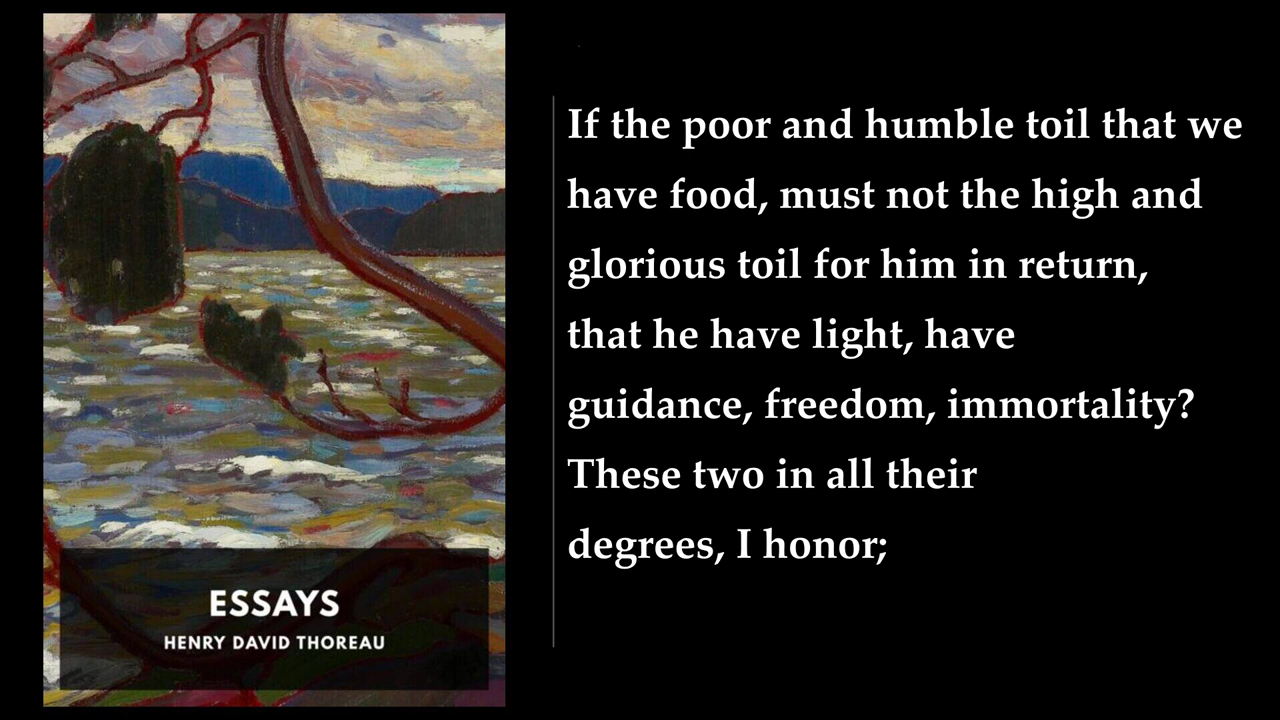 If the poor and humble toil that we
have food, must not the high and
glorious toil for him in return,
that he have light, have
guidance, freedom, immortality?
These two in all their
degrees, I honor;
ESSAYS
HENRY DAVID THOREAU